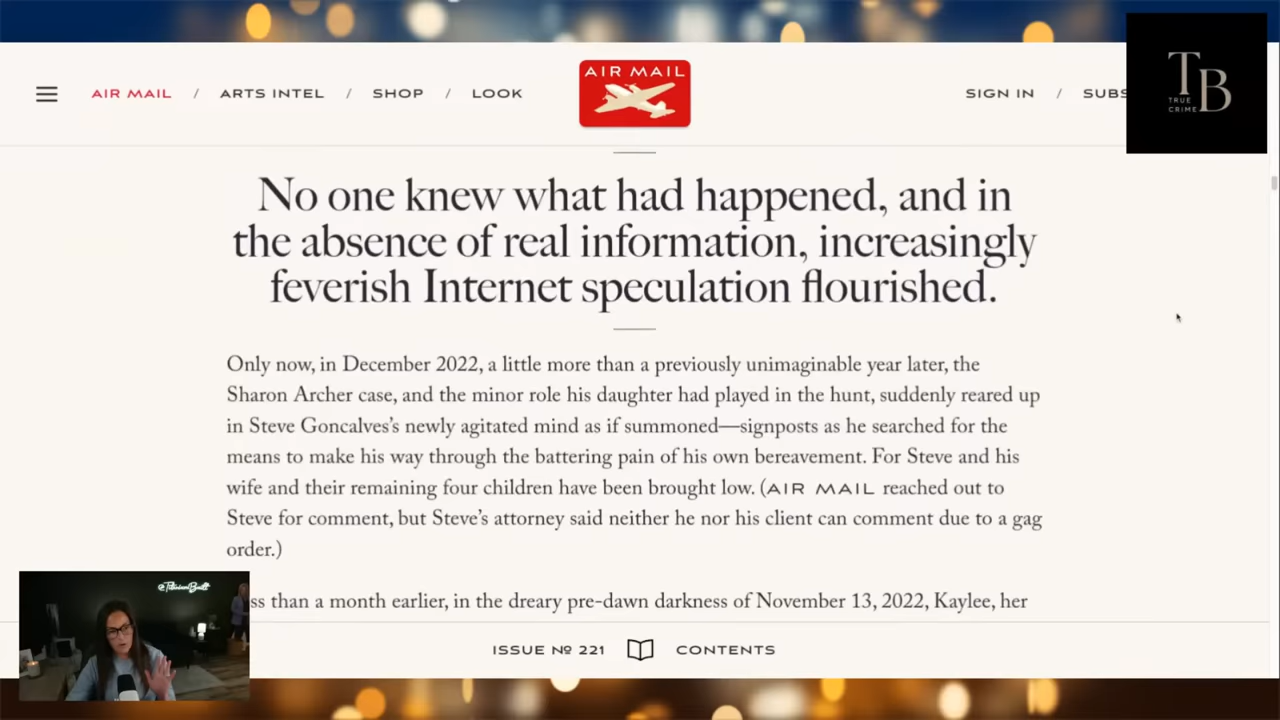 AIR MAIL / ARTS INTEL / SHOP / LOOK
AIR MAIL
SIGN IN / SUBS
TB
TRUE
CRIME
No one knew what had happened, and in
the absence of real information, increasingly
feverish Internet speculation flourished.
Only now, in December 2022, a little more than a previously unimaginable year later, the
Sharon Archer case, and the minor role his daughter had played in the hunt, suddenly reared up
in Steve Goncalves’s newly agitated mind as if summoned—signposts as he searched for the
means to make his way through the battering pain of his own bereavement. For Steve and his
wife and their remaining four children have been brought low. (AIR MAIL reached out to
Steve for comment, but Steve’s attorney said neither he nor his client can comment due to a gag
order.)
ss than a month earlier, in the dreary pre-dawn darkness of November 13, 2022, Kaylee, her
ISSUE № 221 CONTENTS